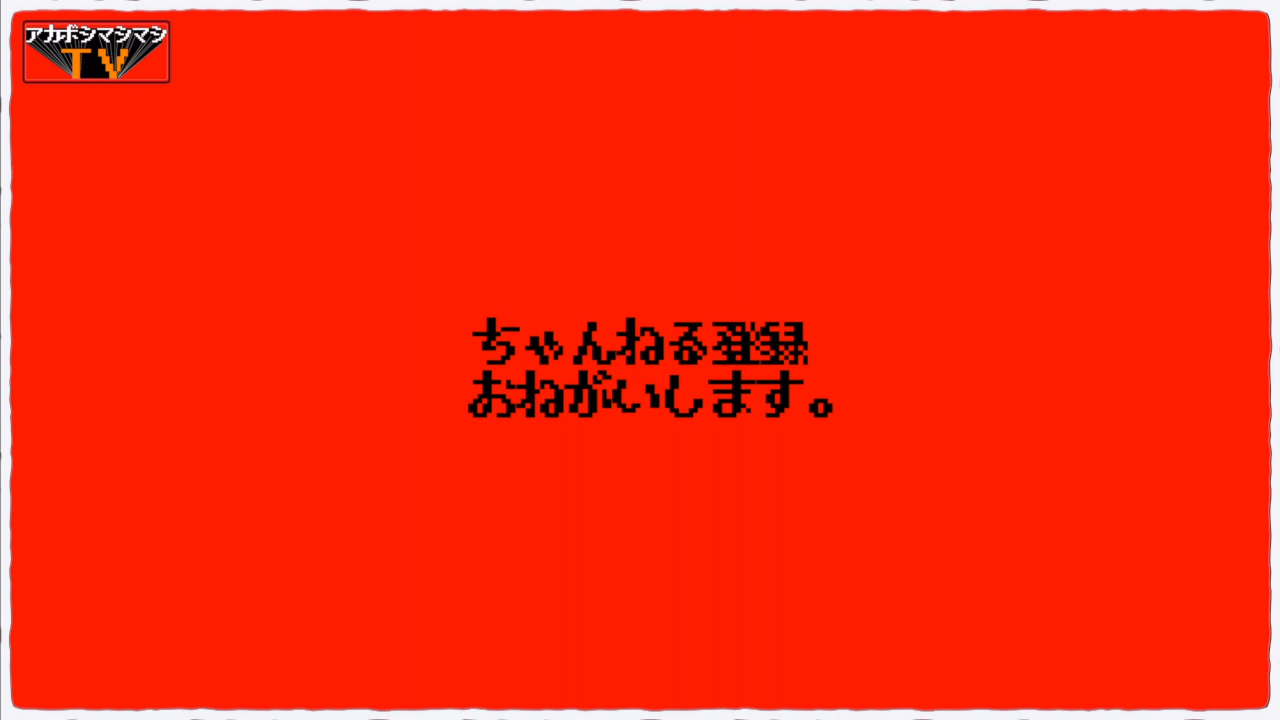 アカボシマシマシ
TV
ちゃんねる登録
おねがいします。